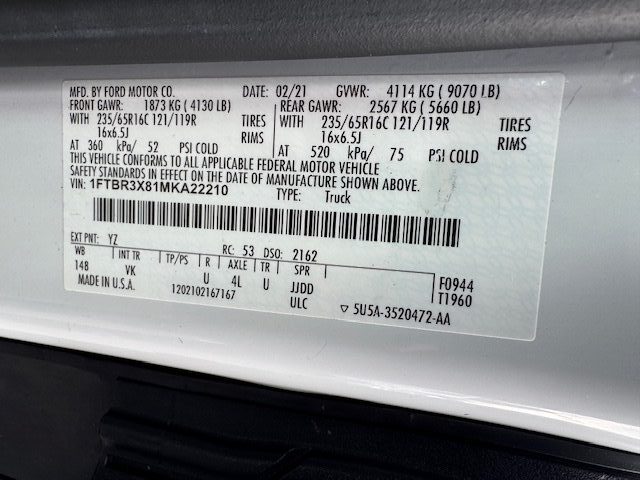 MFD. BY FORD MOTOR CO. DATE: 02/21 GVWR: 4114 KG ( 9070 LB)
FRONT GAWR: 1873 KG ( 4130 LB) REAR GAWR: 2567 KG ( 5660 LB)
WITH 235/65R16C 121/119R TIRES WITH 235/65R16C 121/119R TIRES
16x6.5J RIMS 16x6.5J RIMS
AT 360 kPa/ 52 PSI COLD AT 520 kPa/ 75 PSI COLD
THIS VEHICLE CONFORMS TO ALL APPLICABLE FEDERAL MOTOR VEHICLE
SAFETY STANDARDS IN EFFECT ON THE DATE OF MANUFACTURE SHOWN ABOVE.
VIN: 1FTBR3X81MKA22210 TYPE: Truck
EXT PNT: YZ RC: 53 DSO: 2162
WB INT TR TP/PS R AXLE TR SPR F0944
148 VK U 4L U JJDD T1960
MADE IN U.S.A. 1202102167167 ULC ▽ 5U5A-3520472-AA